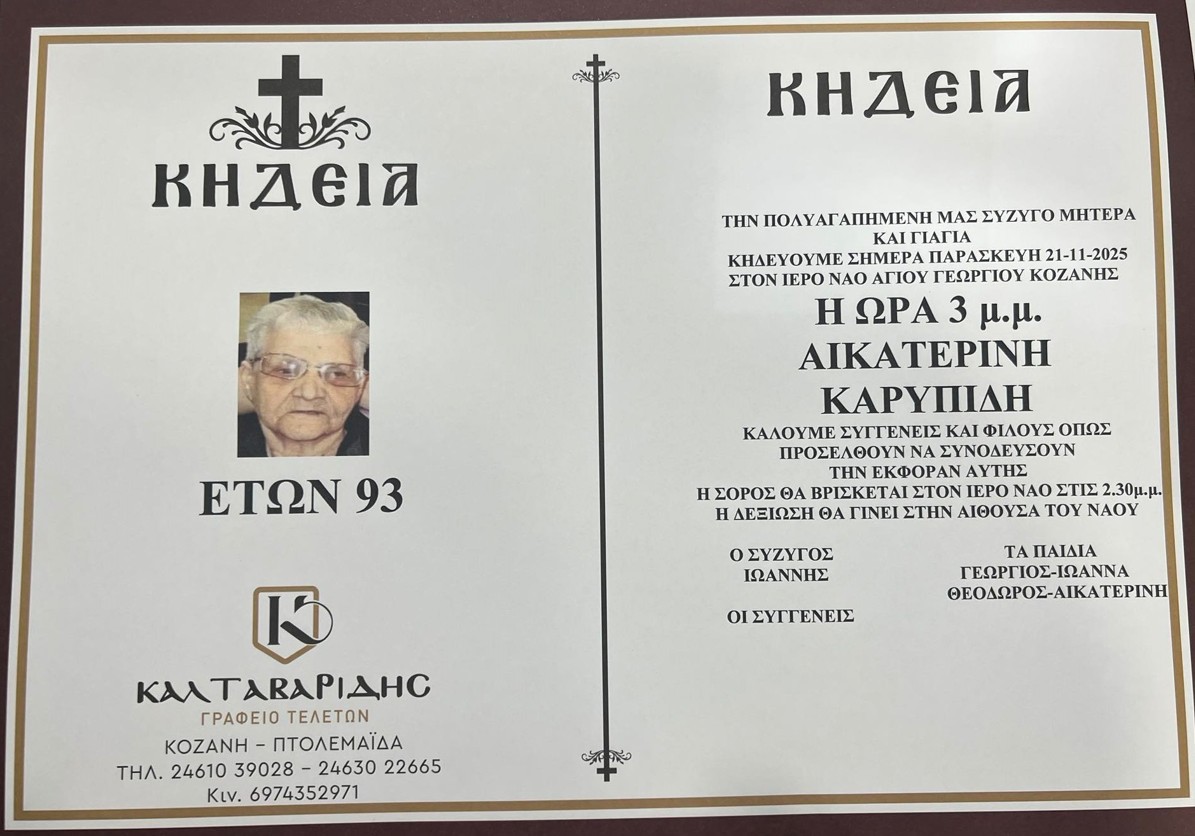 ΚΗΔΕΙΑ
ΕΤΩΝ 93
K
ΚΑΛΤΑΒΑΡΙΔΗC
ΓΡΑΦΕΙΟ ΤΕΛΕΤΩΝ
ΚΟΖΑΝΗ – ΠΤΟΛΕΜΑΪΔΑ
ΤΗΛ. 24610 39028 – 24630 22665
Κιν. 6974352971
ΚΗΔΕΙΑ
ΤΗΝ ΠΟΛΥΑΓΑΠΗΜΕΝΗ ΜΑΣ ΣΥΖΥΓΟ ΜΗΤΕΡΑ
ΚΑΙ ΓΙΑΓΙΑ
ΚΗΔΕΥΟΥΜΕ ΣΗΜΕΡΑ ΠΑΡΑΣΚΕΥΗ 21-11-2025
ΣΤΟΝ ΙΕΡΟ ΝΑΟ ΑΓΙΟΥ ΓΕΩΡΓΙΟΥ ΚΟΖΑΝΗΣ
Η ΩΡΑ 3 μ.μ.
ΑΙΚΑΤΕΡΙΝΗ
ΚΑΡΥΠΙΔΗ
ΚΑΛΟΥΜΕ ΣΥΓΓΕΝΕΙΣ ΚΑΙ ΦΙΛΟΥΣ ΟΠΩΣ
ΠΡΟΣΕΛΘΟΥΝ ΝΑ ΣΥΝΟΔΕΥΣΟΥΝ
ΤΗΝ ΕΚΦΟΡΑΝ ΑΥΤΗΣ
Η ΣΟΡΟΣ ΘΑ ΒΡΙΣΚΕΤΑΙ ΣΤΟΝ ΙΕΡΟ ΝΑΟ ΣΤΙΣ 2.30μ.μ.
Η ΔΕΞΙΩΣΗ ΘΑ ΓΙΝΕΙ ΣΤΗΝ ΑΙΘΟΥΣΑ ΤΟΥ ΝΑΟΥ
Ο ΣΥΖΥΓΟΣ
ΙΩΑΝΝΗΣ
ΤΑ ΠΑΙΔΙΑ
ΓΕΩΡΓΙΟΣ-ΙΩΑΝΝΑ
ΘΕΟΔΩΡΟΣ-ΑΙΚΑΤΕΡΙΝΗ
ΟΙ ΣΥΓΓΕΝΕΙΣ